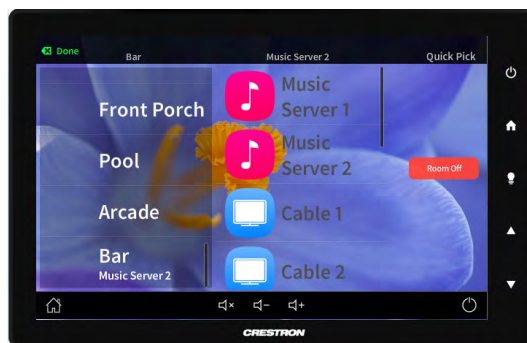 Done
Bar
Music Server 2
Quick Pick
Front Porch
Pool
Arcade
Bar
Music Server 2
Music
Server 1
Music
Server 2
Cable 1
Cable 2
Room Off
CRESTRON